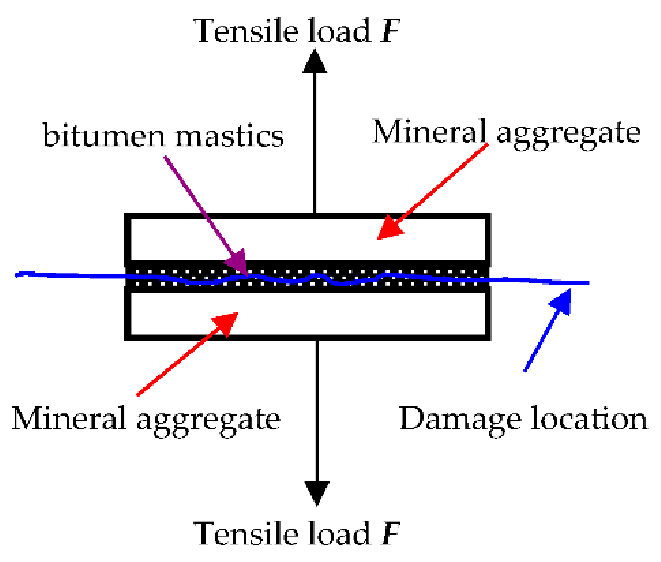 Tensile load F
bitumen mastics
Mineral aggregate
Mineral aggregate
Damage location
Tensile load F